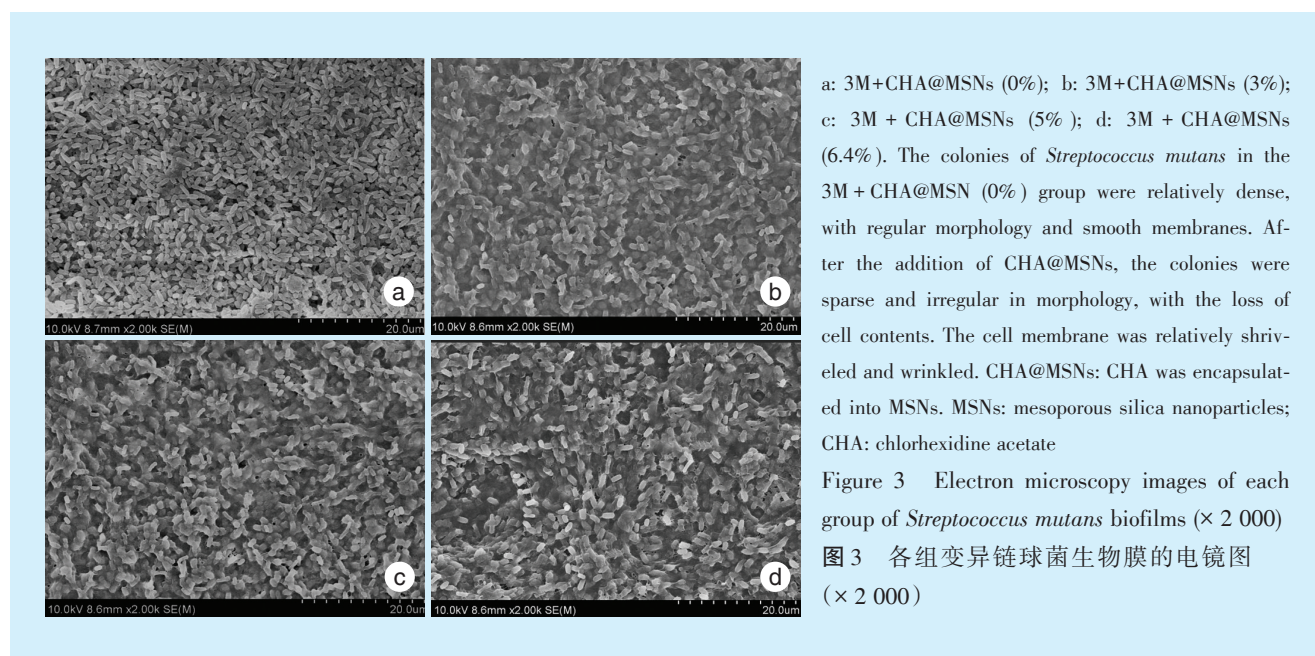 a
10.0kV 8.7mm x2.00k SE(M) 20.0um
b
10.0kV 8.6mm x2.00k SE(M) 20.0um
c
10.0kV 8.6mm x2.00k SE(M) 20.0um
d
10.0kV 8.6mm x2.00k SE(M) 20.0um
a: 3M+CHA@MSNs (0%); b: 3M+CHA@MSNs (3%);
c: 3M + CHA@MSNs (5% ); d: 3M + CHA@MSNs
(6.4%). The colonies of Streptococcus mutans in the
3M + CHA@MSN (0% ) group were relatively dense,
with regular morphology and smooth membranes. Af-
ter the addition of CHA@MSNs, the colonies were
sparse and irregular in morphology, with the loss of
cell contents. The cell membrane was relatively shriv-
eled and wrinkled. CHA@MSNs: CHA was encapsulat-
ed into MSNs. MSNs: mesoporous silica nanoparticles;
CHA: chlorhexidine acetate
Figure 3 Electron microscopy images of each
group of Streptococcus mutans biofilms (× 2 000)
图 3 各组变异链球菌生物膜的电镜图
（× 2 000）